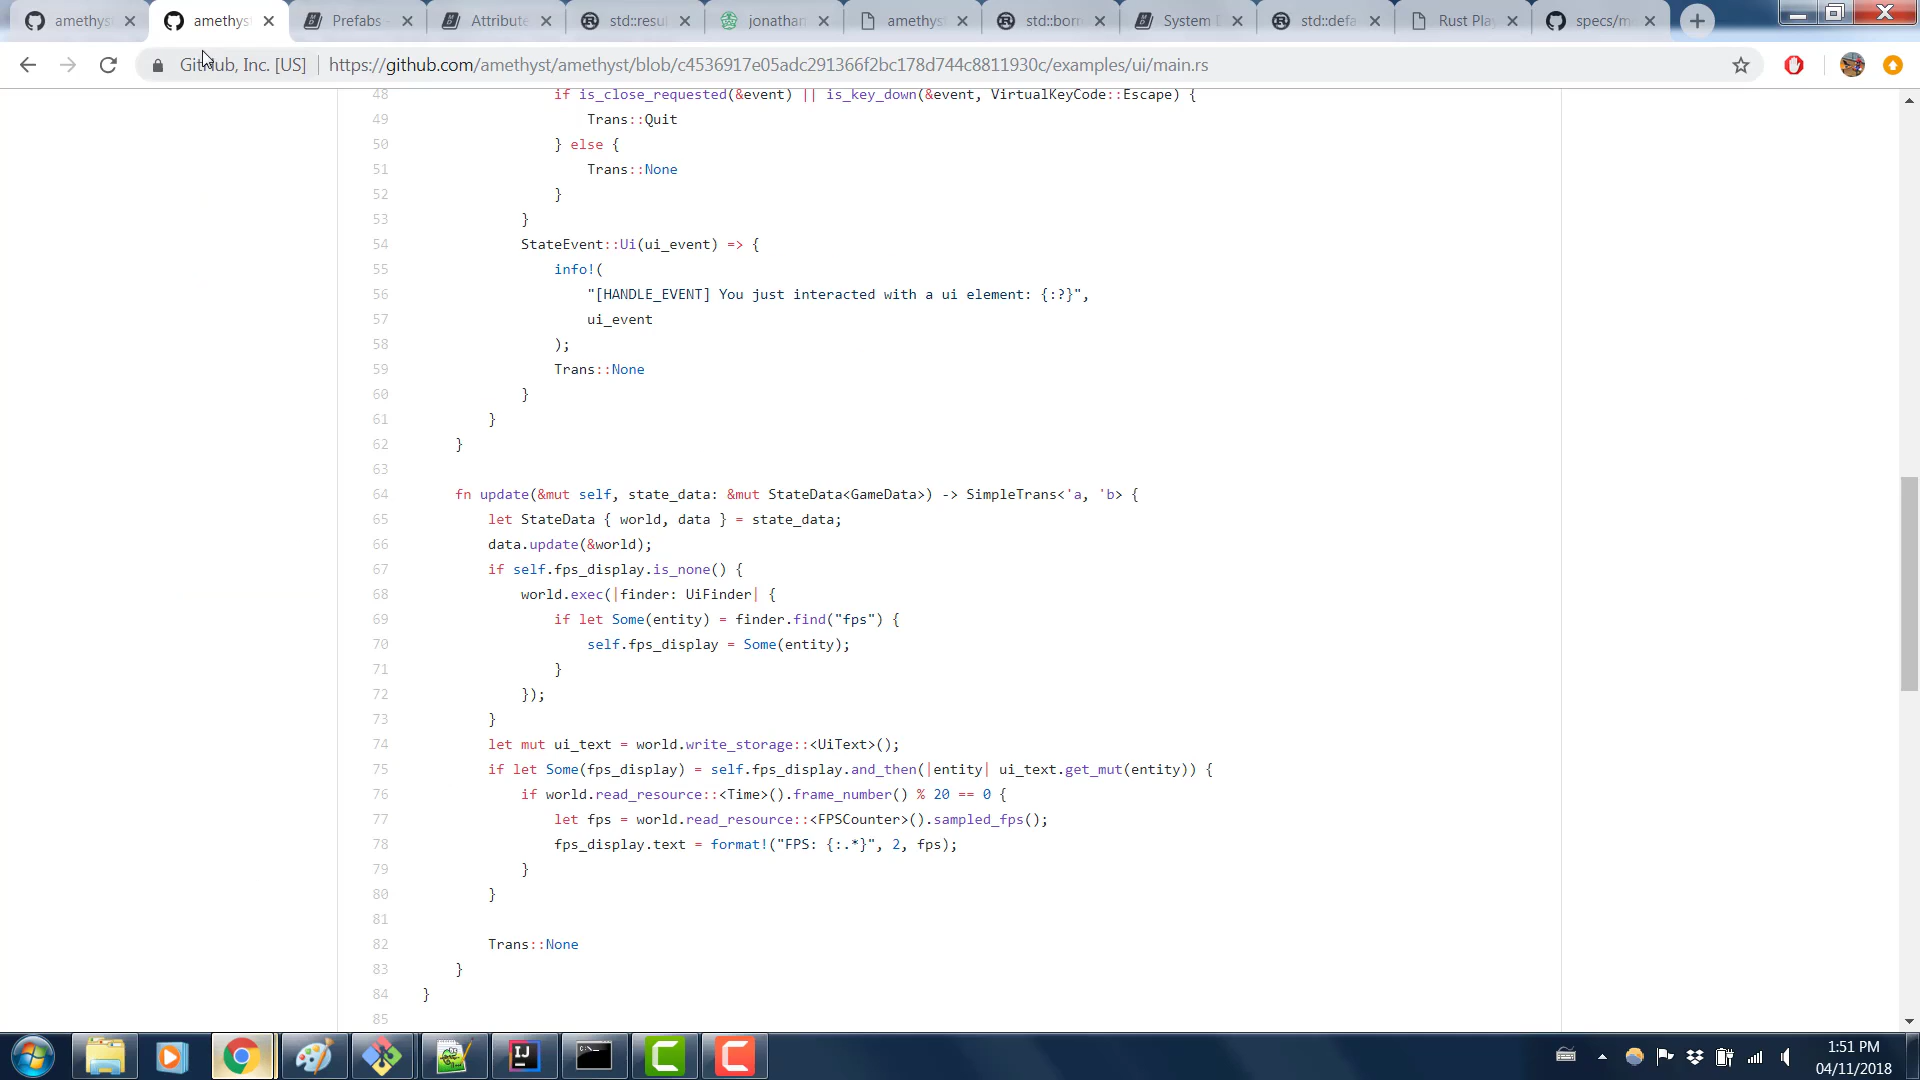 amethys
amethys
Prefabs -
Attribute
std::resu
jonathan
amethys
std::bor
System
std::defa
Rust Play
specs/m
GitHub, Inc. [US]
https://github.com/amethyst/amethyst/blob/c4536917e05adc291366f2bc178d744c8811930c/examples/ui/main.rs
48 if is_close_requested(&event) || is_key_down(&event, VirtualKeyCode::Escape) {
49 Trans::Quit
50 } else {
51 Trans::None
52 }
53 }
54 StateEvent::Ui(ui_event) => {
55 info!(
56 "[HANDLE_EVENT] You just interacted with a ui element: {:?}",
57 ui_event
58 );
59 Trans::None
60 }
61 }
62 }
63
64 fn update(&mut self, state_data: &mut StateData<GameData>) -> SimpleTrans<'a, 'b> {
65 let StateData { world, data } = state_data;
66 data.update(&world);
67 if self.fps_display.is_none() {
68 world.exec(|finder: UiFinder| {
69 if let Some(entity) = finder.find("fps") {
70 self.fps_display = Some(entity);
71 }
72 });
73 }
74 let mut ui_text = world.write_storage::<UiText>();
75 if let Some(fps_display) = self.fps_display.and_then(|entity| ui_text.get_mut(entity)) {
76 if world.read_resource::<Time>().frame_number() % 20 == 0 {
77 let fps = world.read_resource::<FPSCounter>().sampled_fps();
78 fps_display.text = format!("FPS: {:.*}", 2, fps);
79 }
80 }
81
82 Trans::None
83 }
84 }
85
1:51 PM
04/11/2018